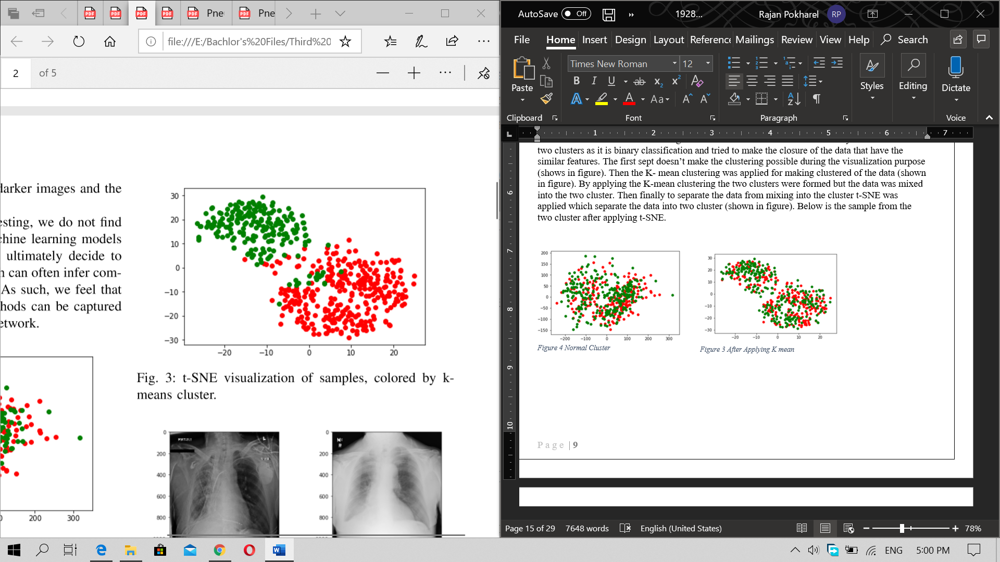 Pne
Pne
file:///E:/Bachlor's%20Files/Third%20
2 of 5
darker images and the
esting, we do not find
chine learning models
ultimately decide to
n can often infer com-
As such, we feel that
hods can be captured
etwork.
200 300
30
20
10
0
−10
−20
−30
−20 −10 0 10 20
Fig. 3: t-SNE visualization of samples, colored by k-
means cluster.
0
200
400
600
800
PORTABLE
L
0
200
400
600
800
M
R
AutoSave Off
1928...
Rajan Pokharel RP
File Home Insert Design Layout Referenc Mailings Review View Help Search
Paste
Times New Roman 12
B I U ab x2 x2 A
A A Aa A A
Styles
Editing
Dictate
Clipboard Font Paragraph Voice
1 2 3 4 5 6 7
6
7
8
9
10
two clusters as it is binary classification and tried to make the closure of the data that have the
similar features. The first sept doesn’t make the clustering possible during the visualization purpose
(shows in figure). Then the K- mean clustering was applied for making clustered of the data (shown
in figure). By applying the K-mean clustering the two clusters were formed but the data was mixed
into the two cluster. Then finally to separate the data from mixing into the cluster t-SNE was
applied which separate the data into two cluster (shown in figure). Below is the sample from the
two cluster after applying t-SNE.
200
150
100
50
0
−50
−100
−150
−200 −100 0 100 200 300
Figure 4 Normal Cluster
30
20
10
0
−10
−20
−30
−20 −10 0 10 20
Figure 3 After Applying K mean
Page | 9
Page 15 of 29 7648 words English (United States) 78%
ENG 5:00 PM